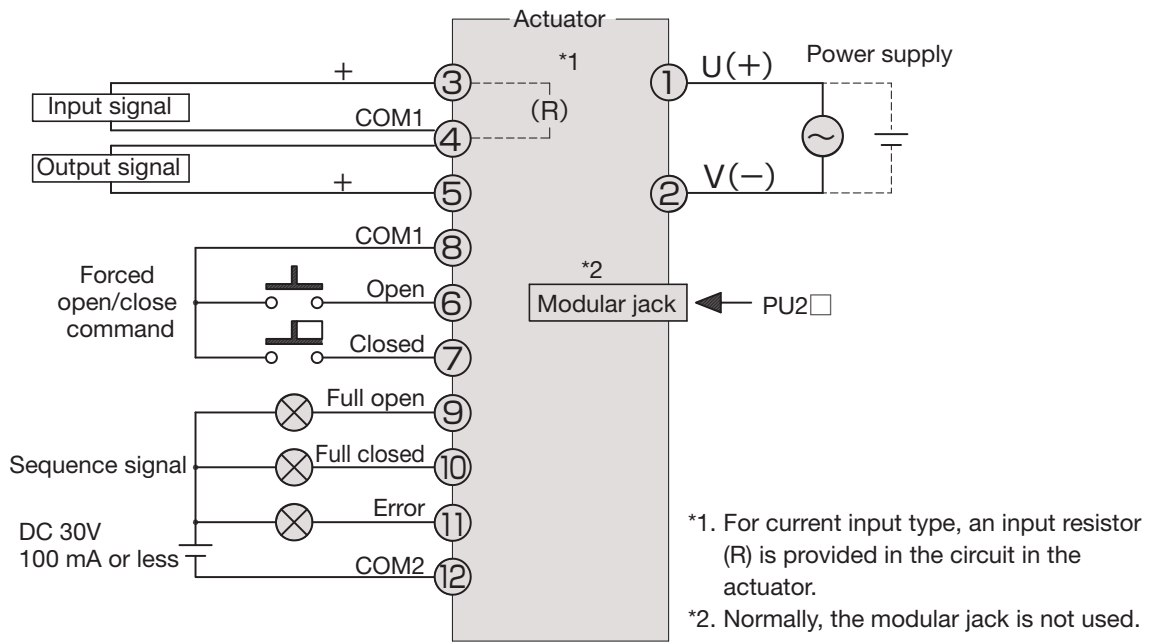 Actuator
*1
Power supply
+
③
①
U(+)
Input signal
(R)
COM1
④
Output signal
+
⑤
②
V(−)
COM1
⑧
Forced
open/close
command
Open
⑥
Closed
⑦
*2
Modular jack
PU2□
Full open
⑨
Sequence signal
Full closed
⑩
Error
⑪
DC 30V
100 mA or less
COM2
⑫
*1. For current input type, an input resistor
(R) is provided in the circuit in the
actuator.
*2. Normally, the modular jack is not used.